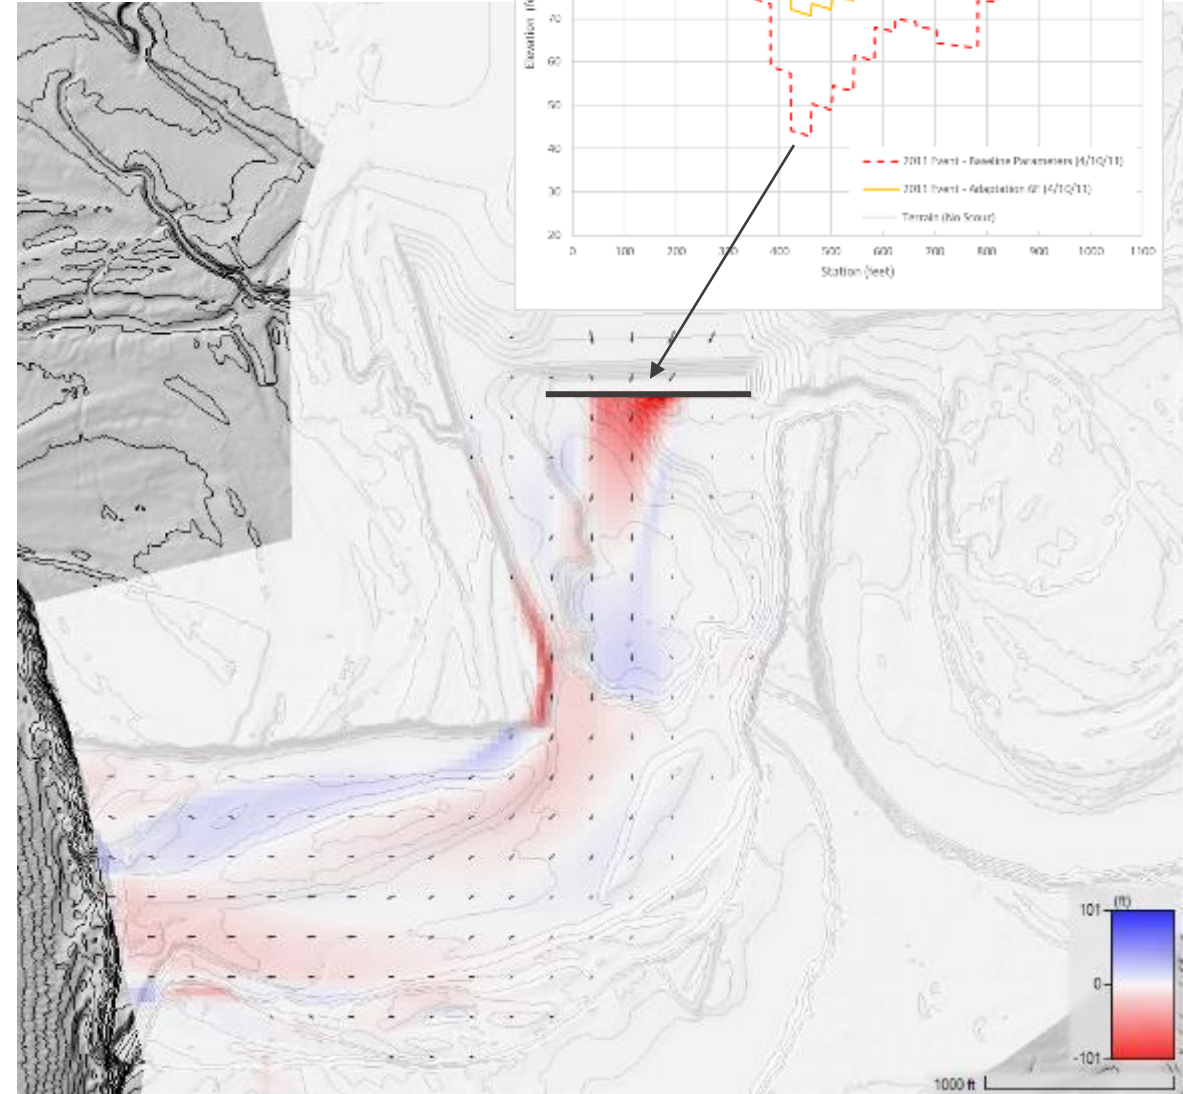 Elevation (f
70
60
50
40
30
20
0 100 200 300 400 500 600 700 800 900 1000 1100
Station (feet)
2011 Event - Baseline Parameters (4/10/11)
2011 Event - Adaptation 6F (4/10/11)
Terrain (No Scour)
(ft)
101
0
-101
1000 ft